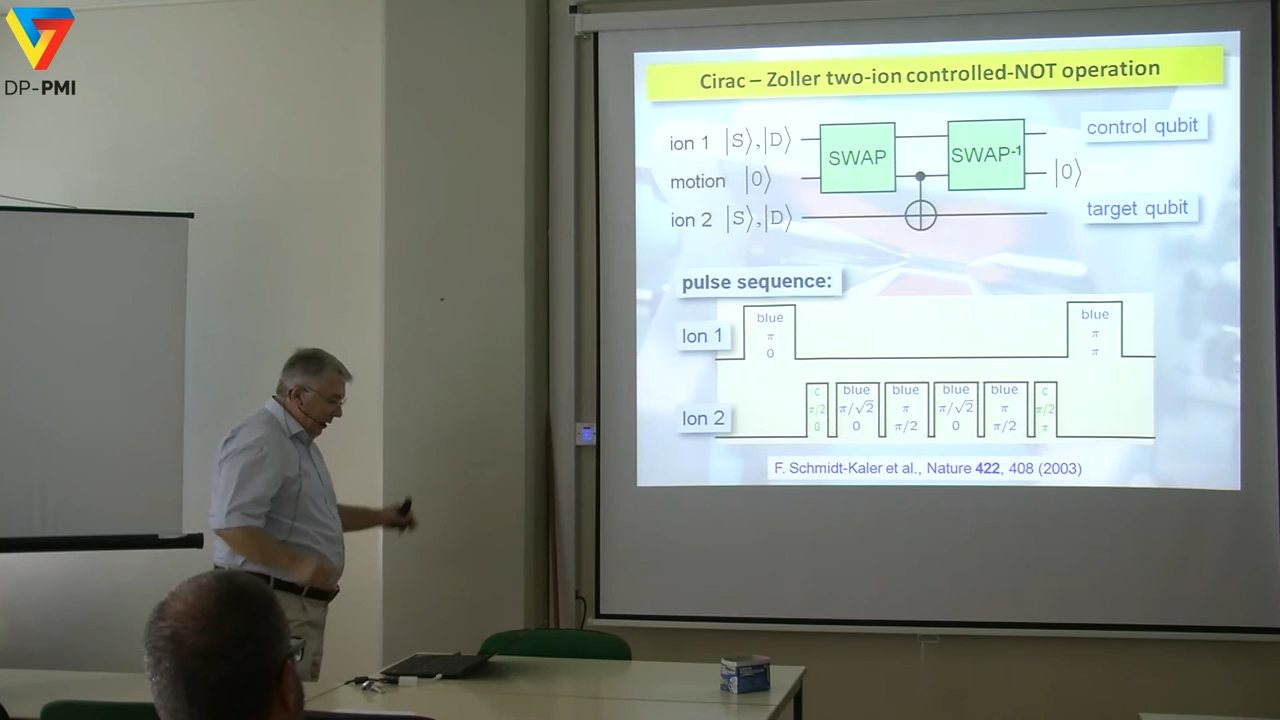 DP-PMI
Cirac – Zoller two-ion controlled-NOT operation
ion 1 |S⟩,|D⟩
SWAP
SWAP-1
control qubit
motion |0⟩
|0⟩
ion 2 |S⟩,|D⟩
target qubit
pulse sequence:
Ion 1
blue
π
0
blue
π
π
Ion 2
c
π/2
0
blue
π/√2
0
blue
π
π/2
blue
π/√2
0
blue
π
π/2
c
π/2
π
F. Schmidt-Kaler et al., Nature 422, 408 (2003)